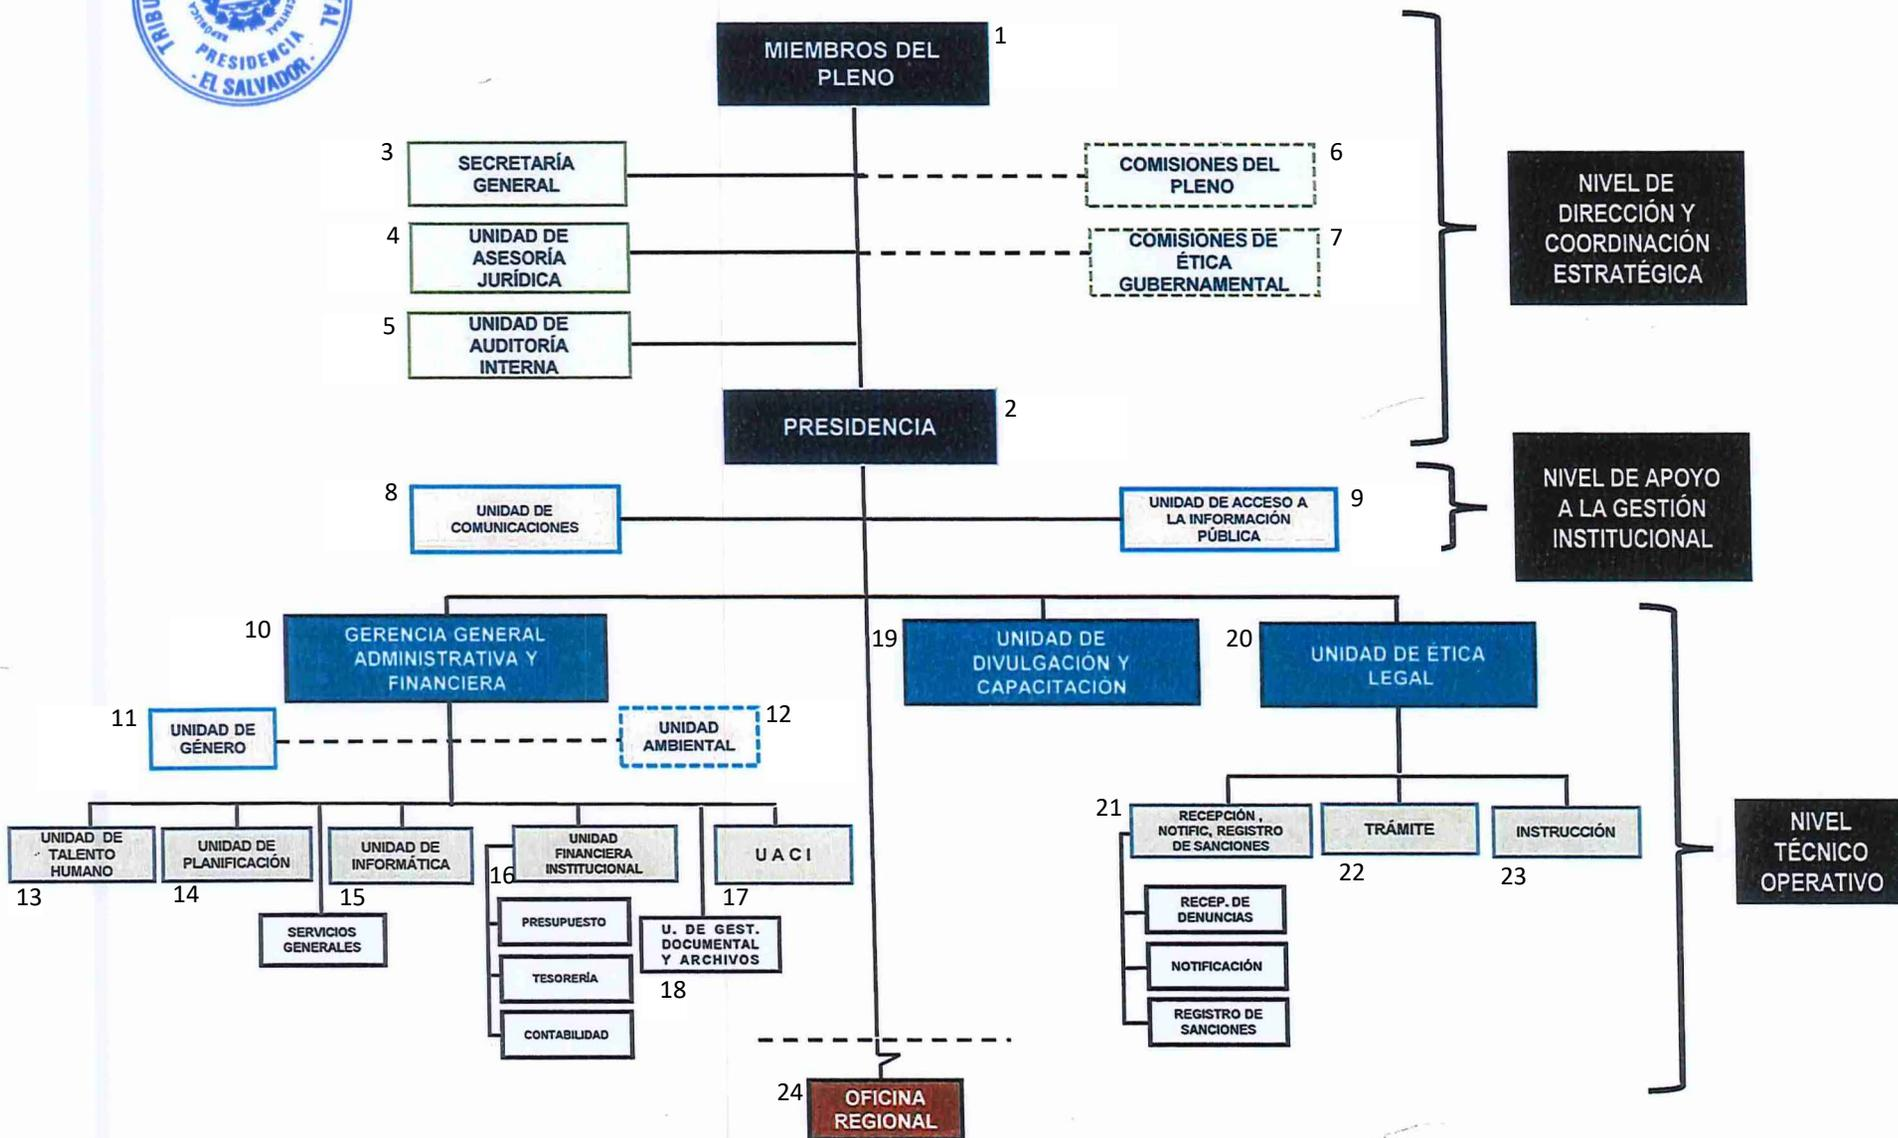 TRIBU
TAL
REPÚBLICA
CENTRAL
PRESIDENCIA
- EL SALVADOR -
MIEMBROS DEL
PLENO
1
3
SECRETARÍA
GENERAL
COMISIONES DEL
PLENO
6
4
UNIDAD DE
ASESORÍA
JURÍDICA
COMISIONES DE
ÉTICA
GUBERNAMENTAL
7
5
UNIDAD DE
AUDITORÍA
INTERNA
NIVEL DE
DIRECCIÓN Y
COORDINACIÓN
ESTRATÉGICA
PRESIDENCIA
2
8
UNIDAD DE
COMUNICACIONES
UNIDAD DE ACCESO A
LA INFORMACIÓN
PÚBLICA
9
NIVEL DE APOYO
A LA GESTIÓN
INSTITUCIONAL
10
GERENCIA GENERAL
ADMINISTRATIVA Y
FINANCIERA
19
UNIDAD DE
DIVULGACIÓN Y
CAPACITACIÓN
20
UNIDAD DE ÉTICA
LEGAL
11
UNIDAD DE
GÉNERO
UNIDAD
AMBIENTAL
12
UNIDAD DE
TALENTO
HUMANO
13
UNIDAD DE
PLANIFICACIÓN
14
SERVICIOS
GENERALES
UNIDAD DE
INFORMÁTICA
15
UNIDAD
FINANCIERA
INSTITUCIONAL
16
PRESUPUESTO
TESORERÍA
CONTABILIDAD
U. DE GEST.
DOCUMENTAL
Y ARCHIVOS
18
U A C I
17
21
RECEPCIÓN ,
NOTIFIC, REGISTRO
DE SANCIONES
RECEP. DE
DENUNCIAS
NOTIFICACIÓN
REGISTRO DE
SANCIONES
TRÁMITE
22
INSTRUCCIÓN
23
NIVEL
TÉCNICO
OPERATIVO
24
OFICINA
REGIONAL